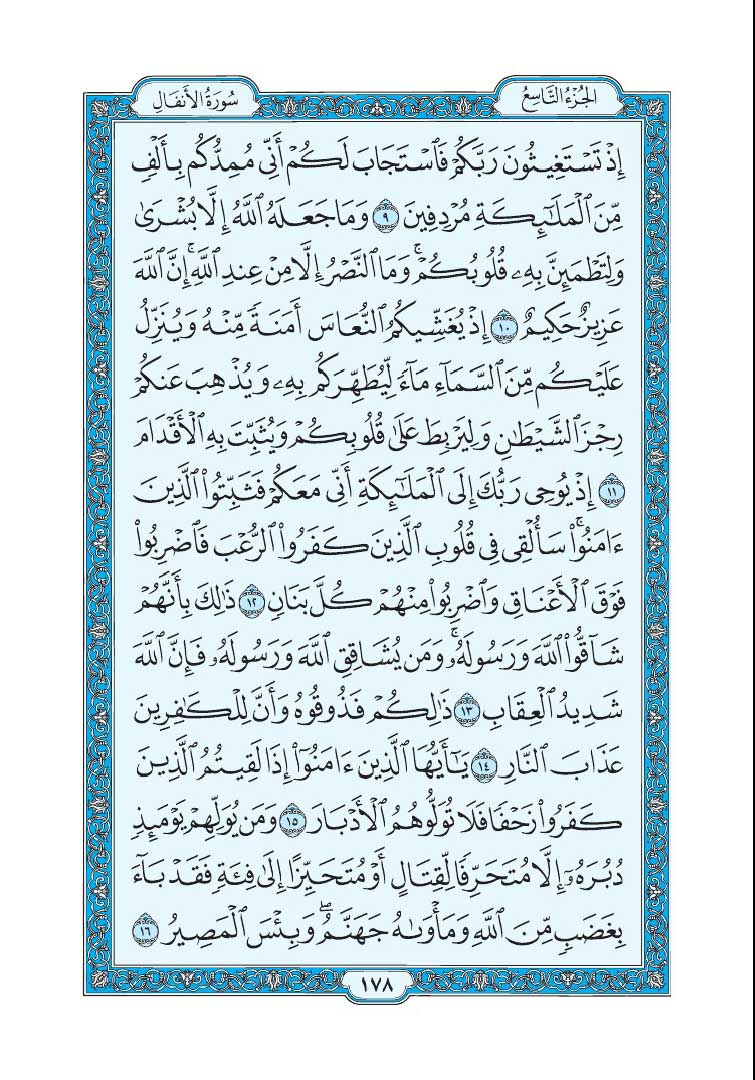 الجُزْءُ التَّاسِعُ
سُورَةُ الأَنفَالِ
إِذْ تَسْتَغِيثُونَ رَبَّكُمْ فَٱسْتَجَابَ لَكُمْ أَنِّى مُمِدُّكُم بِأَلْفٍ
مِّنَ ٱلْمَلَـٰٓئِكَةِ مُرْدِفِينَ ٩ وَمَا جَعَلَهُ ٱللَّهُ إِلَّا بُشْرَىٰ
وَلِتَطْمَئِنَّ بِهِۦ قُلُوبُكُمْ ۚ وَمَا ٱلنَّصْرُ إِلَّا مِنْ عِندِ ٱللَّهِ ۚ إِنَّ ٱللَّهَ
عَزِيزٌ حَكِيمٌ ١٠ إِذْ يُغَشِّيكُمُ ٱلنُّعَاسَ أَمَنَةً مِّنْهُ وَيُنَزِّلُ
عَلَيْكُم مِّنَ ٱلسَّمَآءِ مَآءً لِّيُطَهِّرَكُم بِهِۦ وَيُذْهِبَ عَنكُمْ
رِجْزَ ٱلشَّيْطَـٰنِ وَلِيَرْبِطَ عَلَىٰ قُلُوبِكُمْ وَيُثَبِّتَ بِهِ ٱلْأَقْدَامَ
١١ إِذْ يُوحِى رَبُّكَ إِلَى ٱلْمَلَـٰٓئِكَةِ أَنِّى مَعَكُمْ فَثَبِّتُوا۟ ٱلَّذِينَ
ءَامَنُوا۟ ۚ سَأُلْقِى فِى قُلُوبِ ٱلَّذِينَ كَفَرُوا۟ ٱلرُّعْبَ فَٱضْرِبُوا۟
فَوْقَ ٱلْأَعْنَاقِ وَٱضْرِبُوا۟ مِنْهُمْ كُلَّ بَنَانٍ ١٢ ذَٰلِكَ بِأَنَّهُمْ
شَآقُّوا۟ ٱللَّهَ وَرَسُولَهُۥ ۚ وَمَن يُشَاقِقِ ٱللَّهَ وَرَسُولَهُۥ فَإِنَّ ٱللَّهَ
شَدِيدُ ٱلْعِقَابِ ١٣ ذَٰلِكُمْ فَذُوقُوهُ وَأَنَّ لِلْكَـٰفِرِينَ
عَذَابَ ٱلنَّارِ ١٤ يَـٰٓأَيُّهَا ٱلَّذِينَ ءَامَنُوٓا۟ إِذَا لَقِيتُمُ ٱلَّذِينَ
كَفَرُوا۟ زَحْفًا فَلَا تُوَلُّوهُمُ ٱلْأَدْبَارَ ١٥ وَمَن يُوَلِّهِمْ يَوْمَئِذٍ
دُبُرَهُۥٓ إِلَّا مُتَحَرِّفًا لِّقِتَالٍ أَوْ مُتَحَيِّزًا إِلَىٰ فِئَةٍ فَقَدْ بَآءَ
بِغَضَبٍ مِّنَ ٱللَّهِ وَمَأْوَىٰهُ جَهَنَّمُ ۖ وَبِئْسَ ٱلْمَصِيرُ ١٦
١٧٨